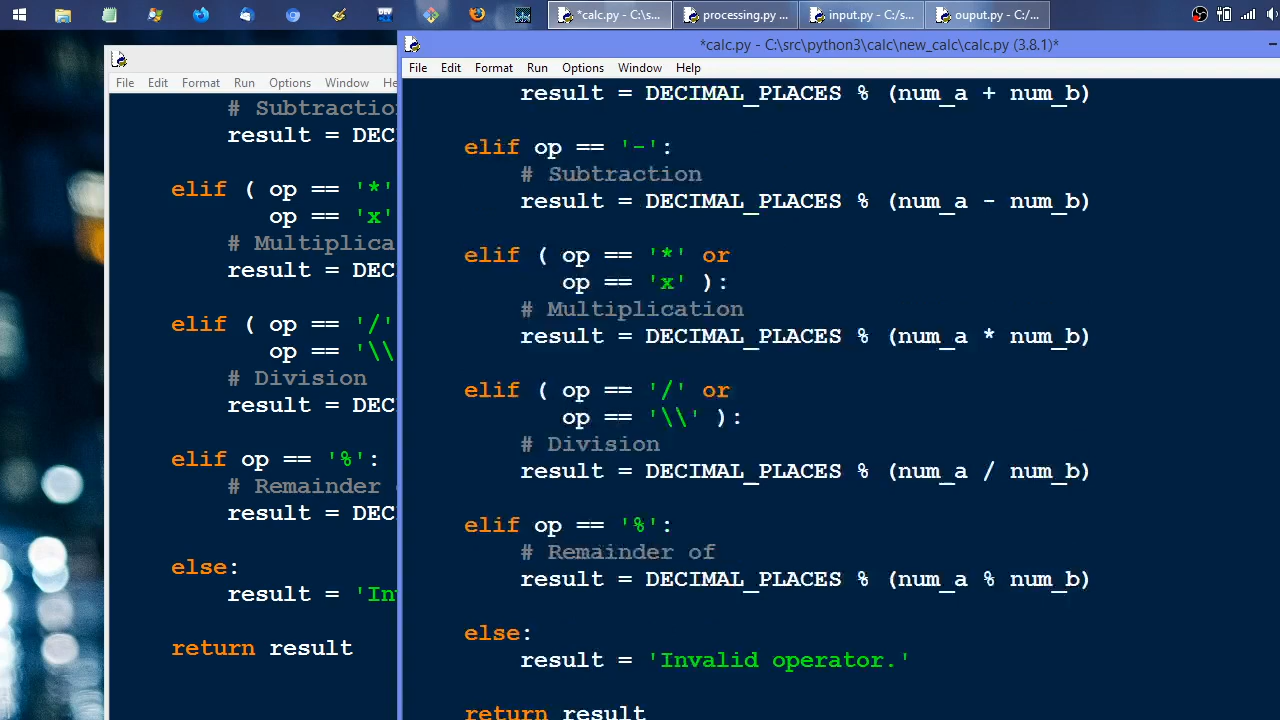 *calc.py - C:\s...
processing.py ...
input.py - C:/s...
ouput.py - C:/...
*calc.py - C:\src\python3\calc\new_calc\calc.py (3.8.1)*
File Edit Format Run Options Window He
# Subtraction
result = DEC
elif ( op == '*'
op == 'x'
# Multiplica
result = DEC
elif ( op == '/'
op == '\\
# Division
result = DEC
elif op == '%':
# Remainder
result = DEC
else:
result = 'In
return result
File Edit Format Run Options Window Help
result = DECIMAL_PLACES % (num_a + num_b)
elif op == '-':
# Subtraction
result = DECIMAL_PLACES % (num_a - num_b)
elif ( op == '*' or
op == 'x' ):
# Multiplication
result = DECIMAL_PLACES % (num_a * num_b)
elif ( op == '/' or
op == '\\' ):
# Division
result = DECIMAL_PLACES % (num_a / num_b)
elif op == '%':
# Remainder of
result = DECIMAL_PLACES % (num_a % num_b)
else:
result = 'Invalid operator.'
return result